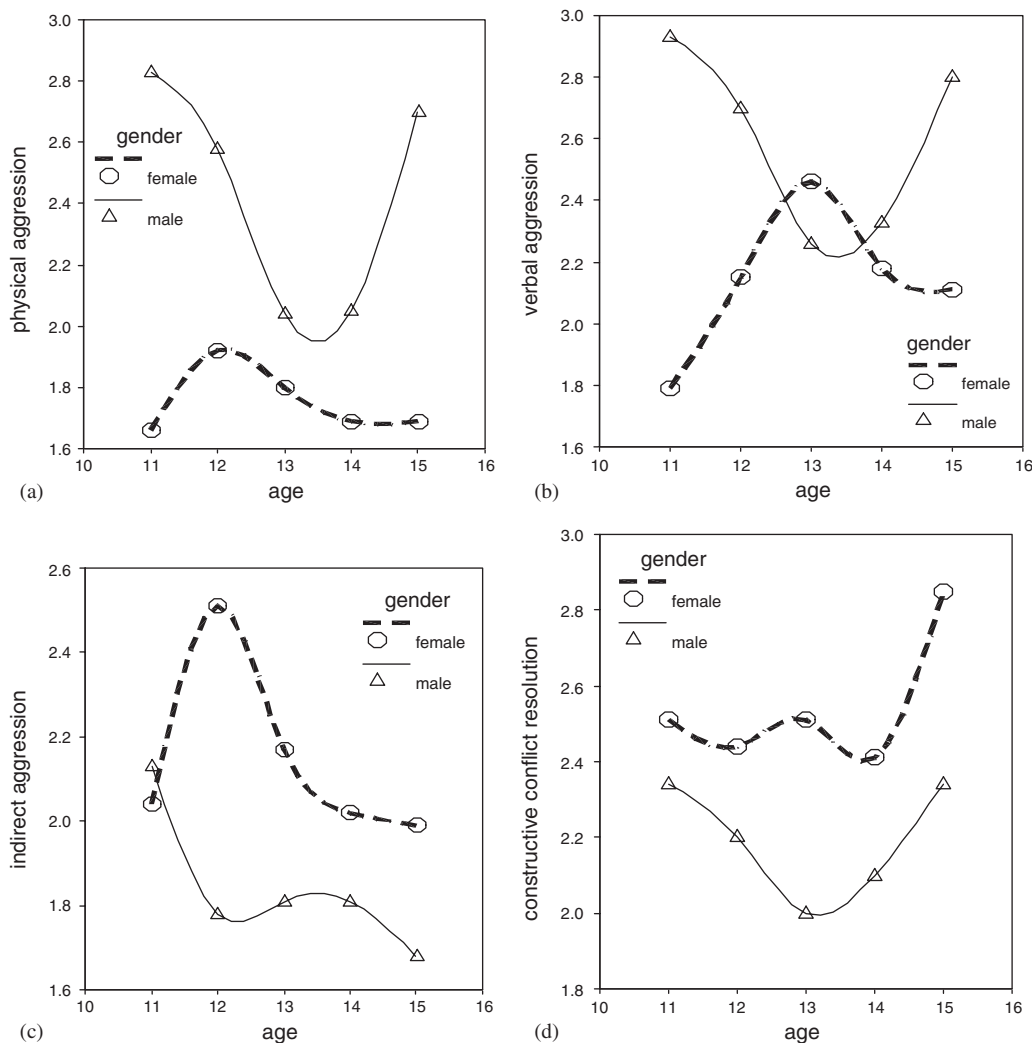 3.0
2.8
2.6
2.4
2.2
2.0
1.8
1.6
physical aggression
gender
female
male
10 11 12 13 14 15 16
(a) age
3.0
2.8
2.6
2.4
2.2
2.0
1.8
1.6
1.4
verbal aggression
gender
female
male
10 11 12 13 14 15 16
(b) age
2.6
2.4
2.2
2.0
1.8
1.6
indirect aggression
gender
female
male
10 11 12 13 14 15 16
(c) age
3.0
2.8
2.6
2.4
2.2
2.0
1.8
constructive conflict resolution
gender
female
male
10 11 12 13 14 15 16
(d) age